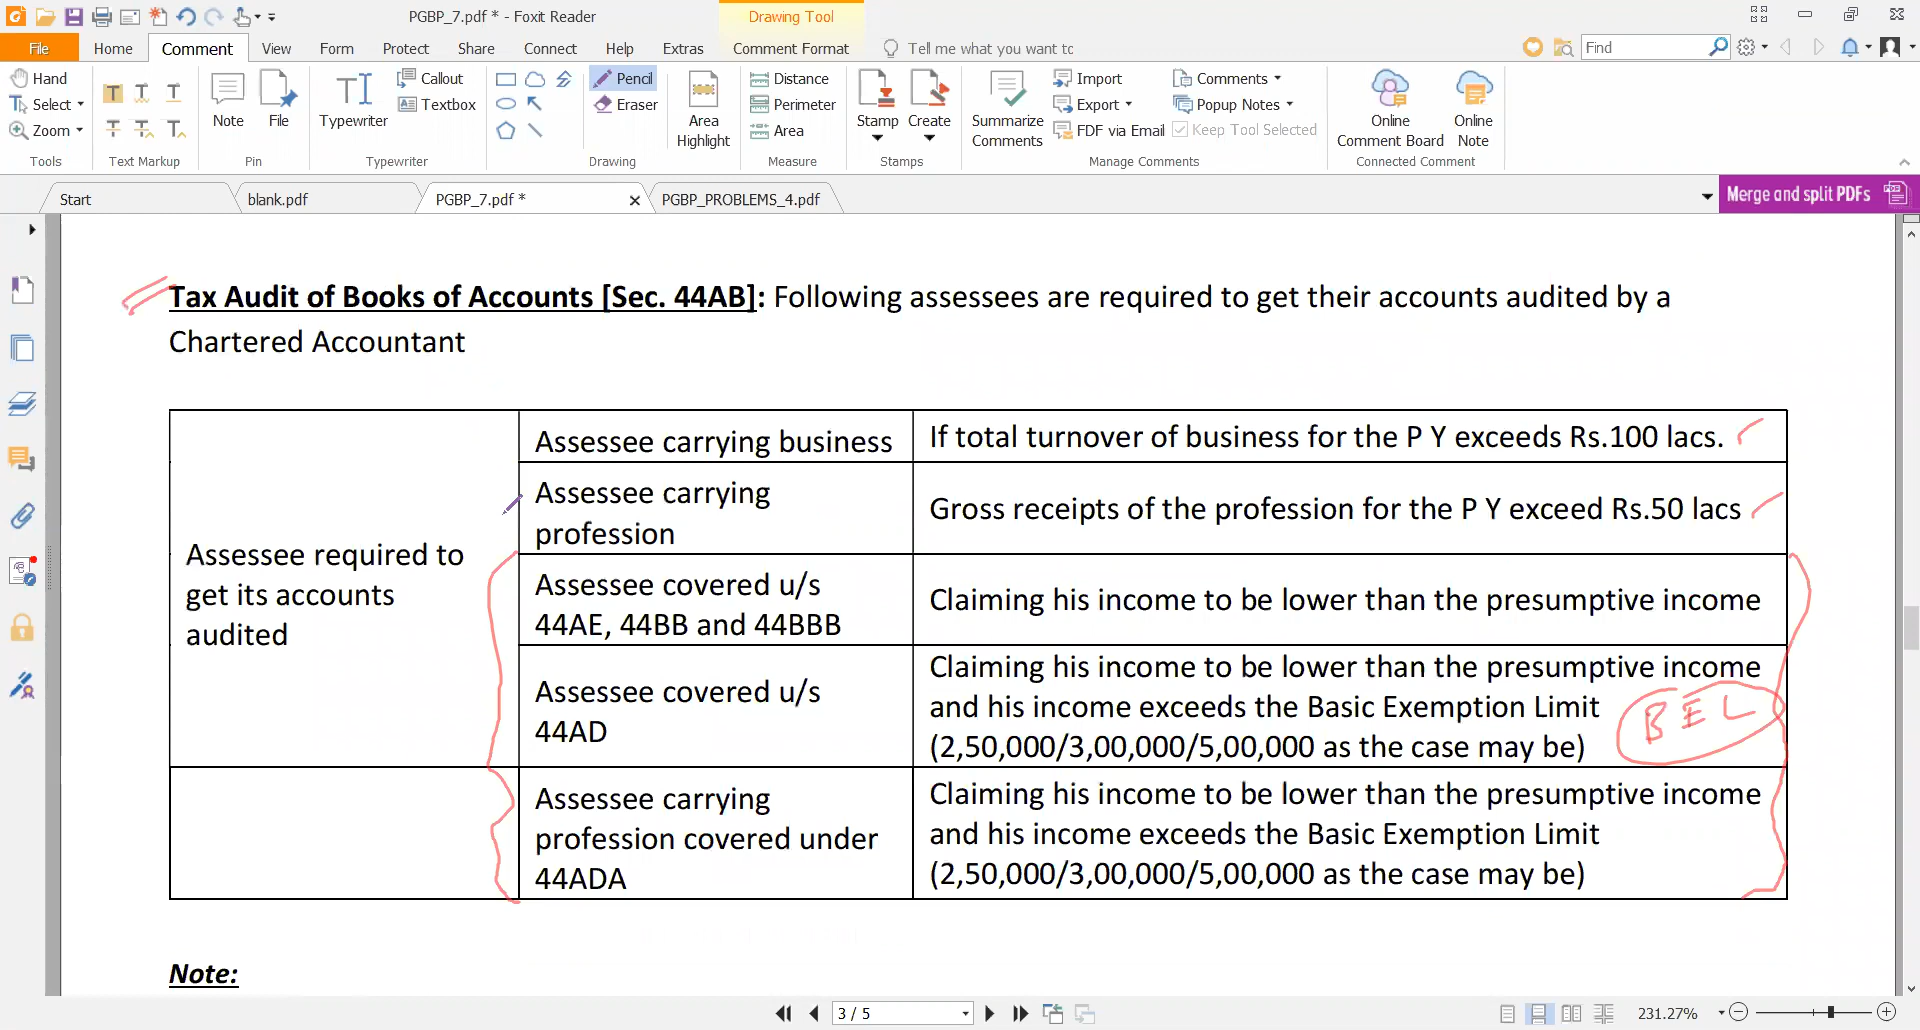 PGBP_7.pdf * - Foxit Reader
Drawing Tool
File Home Comment View Form Protect Share Connect Help Extras Comment Format Tell me what you want to Find
Hand
Select
Zoom
Tools
Text Markup
Note
File
Pin
Typewriter
Callout
Textbox
Typewriter
Pencil
Eraser
Drawing
Area
Highlight
Distance
Perimeter
Area
Measure
Stamp
Create
Stamps
Summarize
Comments
Import
Export
FDF via Email
Comments
Popup Notes
Keep Tool Selected
Manage Comments
Online
Comment Board
Online
Note
Connected Comment
Start blank.pdf PGBP_7.pdf * PGBP_PROBLEMS_4.pdf Merge and split PDFs
Tax Audit of Books of Accounts [Sec. 44AB]: Following assessees are required to get their accounts audited by a
Chartered Accountant
Assessee required to
get its accounts
audited
Assessee carrying business
If total turnover of business for the P Y exceeds Rs.100 lacs.
Assessee carrying
profession
Gross receipts of the profession for the P Y exceed Rs.50 lacs
Assessee covered u/s
44AE, 44BB and 44BBB
Claiming his income to be lower than the presumptive income
Assessee covered u/s
44AD
Claiming his income to be lower than the presumptive income
and his income exceeds the Basic Exemption Limit
(2,50,000/3,00,000/5,00,000 as the case may be)
BEL
Assessee carrying
profession covered under
44ADA
Claiming his income to be lower than the presumptive income
and his income exceeds the Basic Exemption Limit
(2,50,000/3,00,000/5,00,000 as the case may be)
Note:
3 / 5
231.27%